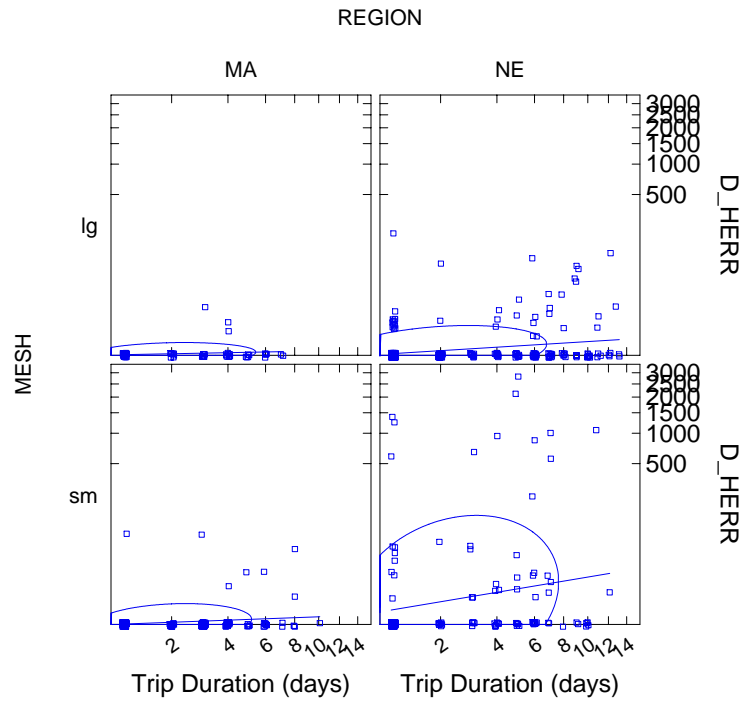 REGION
MA NE
3000
2500
2000
1500
1000
500
lg
D_HERR
MESH
3000
2500
2000
1500
1000
500
sm
D_HERR
2 4 6 8 10 12 14 2 4 6 8 10 12 14
Trip Duration (days) Trip Duration (days)